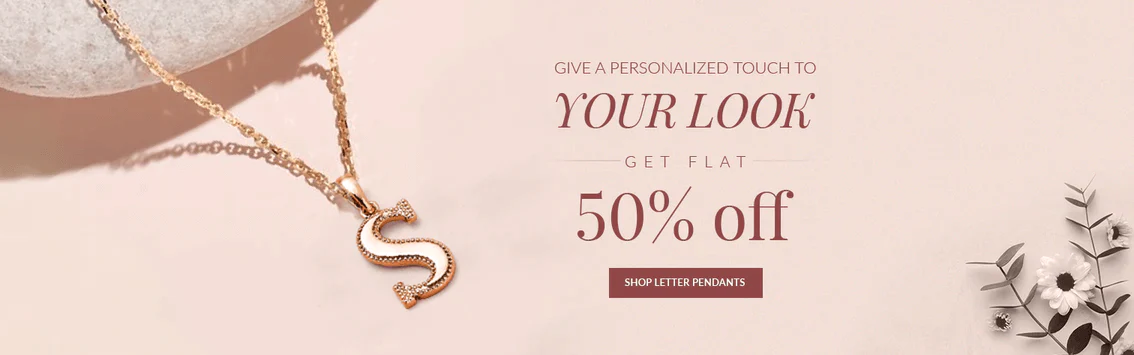 GIVE A PERSONALIZED TOUCH TO
YOUR LOOK
GET FLAT
50% off
SHOP LETTER PENDANTS
S